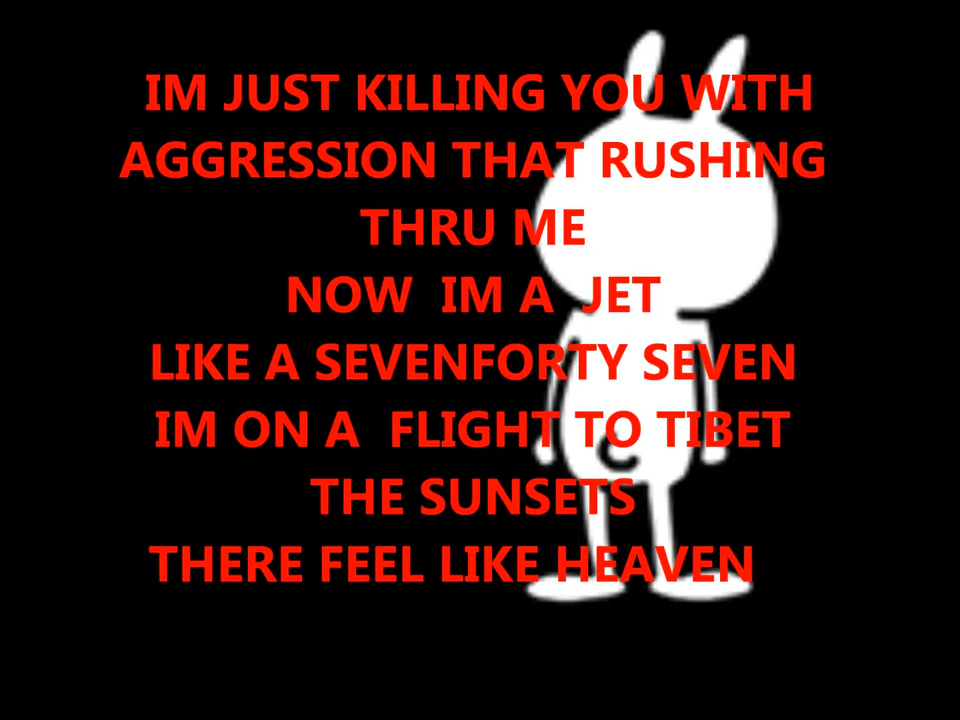 IM JUST KILLING YOU WITH
AGGRESSION THAT RUSHING
THRU ME
NOW IM A JET
LIKE A SEVENFORTY SEVEN
IM ON A FLIGHT TO TIBET
THE SUNSETS
THERE FEEL LIKE HEAVEN